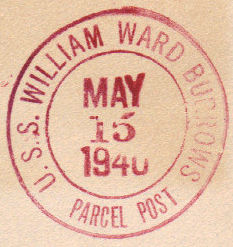 U.S.S. WILLIAM WARD BURROWS
MAY
15
1940
PARCEL POST